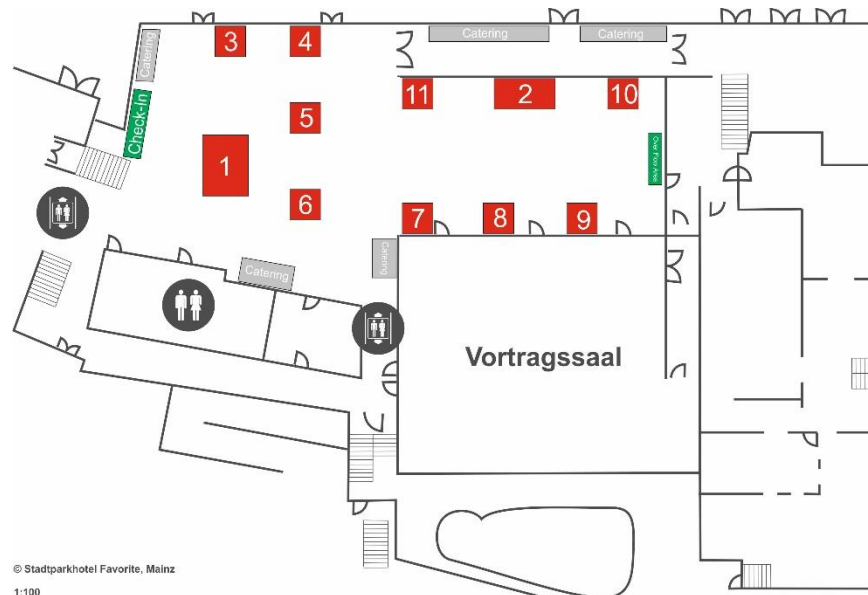 Catering
Catering
3
4
Catering
11
2
10
Check-In
5
1
6
7
8
9
Catering
Catering
Vortragssaal
© Stadtparkhotel Favorite, Mainz
1:100